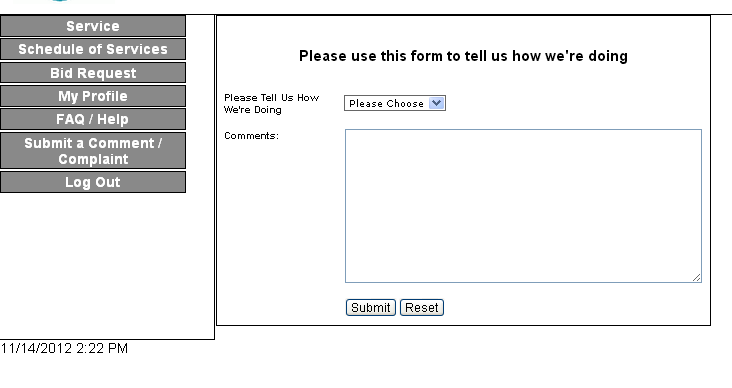 Service
Schedule of Services
Bid Request
My Profile
FAQ / Help
Submit a Comment /
Complaint
Log Out
Please use this form to tell us how we're doing
Please Tell Us How
We're Doing
Please Choose
Comments:
Submit Reset
11/14/2012 2:22 PM